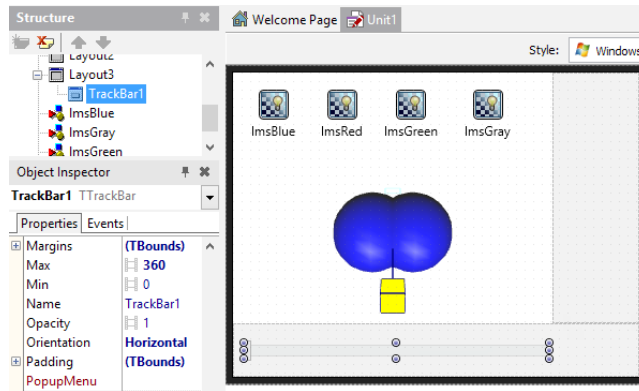 Structure
Layout2
Layout3
TrackBar1
ImsBlue
ImsGray
ImsGreen
Object Inspector
TrackBar1 TTrackBar
Properties Events
Margins (TBounds)
Max 360
Min 0
Name TrackBar1
Opacity 1
Orientation Horizontal
Padding (TBounds)
PopupMenu
Welcome Page Unit1
Style: Windows
ImsBlue ImsRed ImsGreen ImsGray